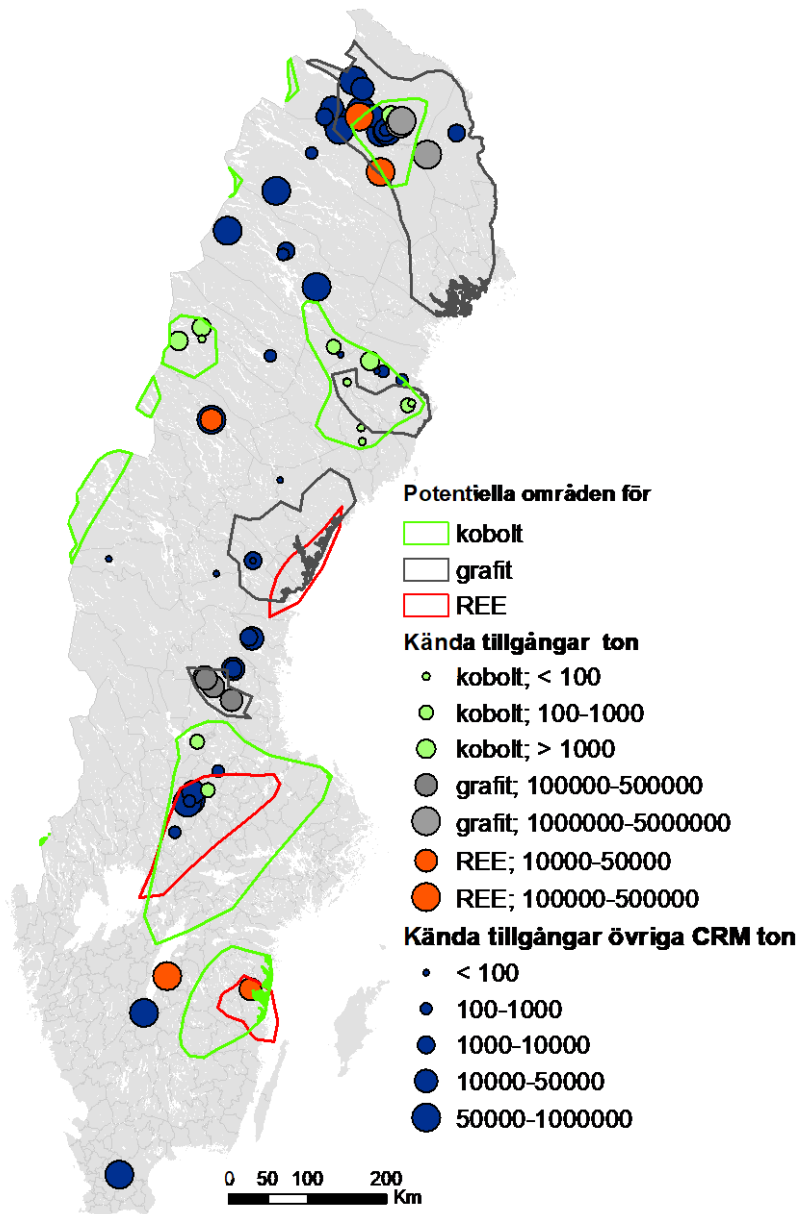 Potentiella områden för
kobolt
grafit
REE
Kända tillgångar ton
kobolt; < 100
kobolt; 100-1000
kobolt; > 1000
grafit; 100000-500000
grafit; 1000000-5000000
REE; 10000-50000
REE; 100000-500000
Kända tillgångar övriga CRM ton
< 100
100-1000
1000-10000
10000-50000
50000-1000000
0 50 100 200
Km